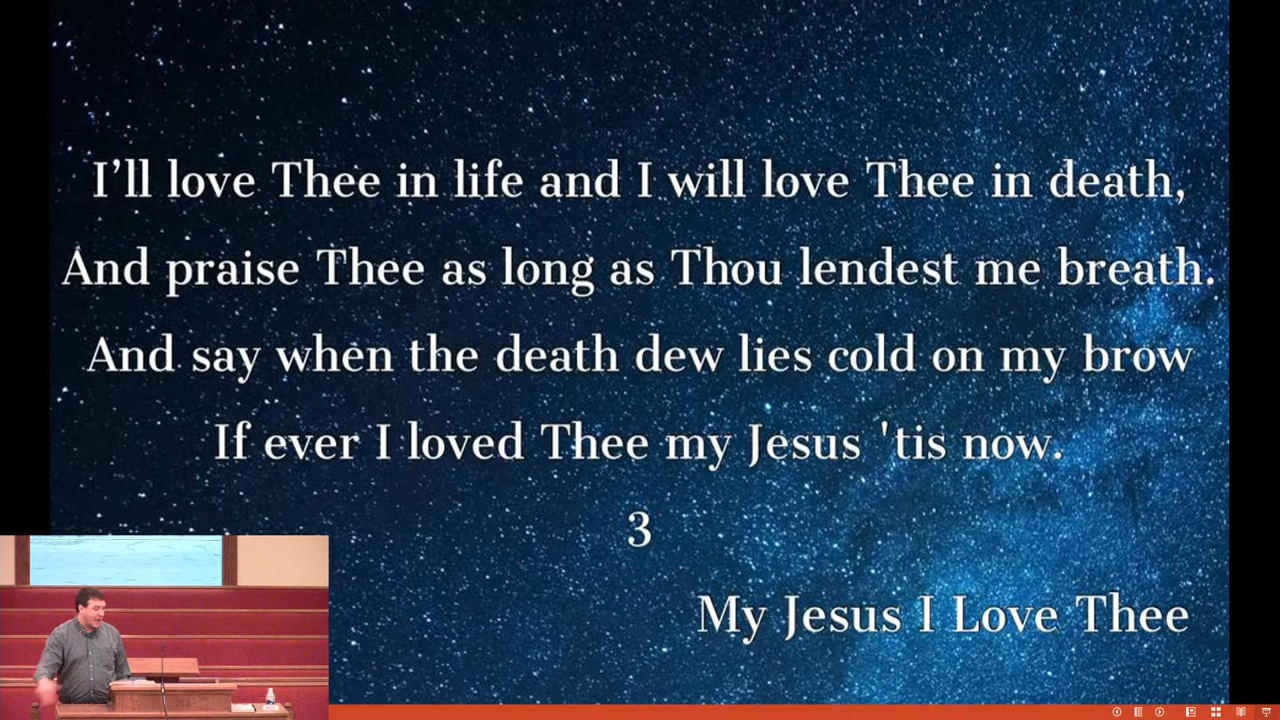 I’ll love Thee in life and I will love Thee in death,
And praise Thee as long as Thou lendest me breath.
And say when the death dew lies cold on my brow
If ever I loved Thee my Jesus 'tis now.
3
My Jesus I Love Thee